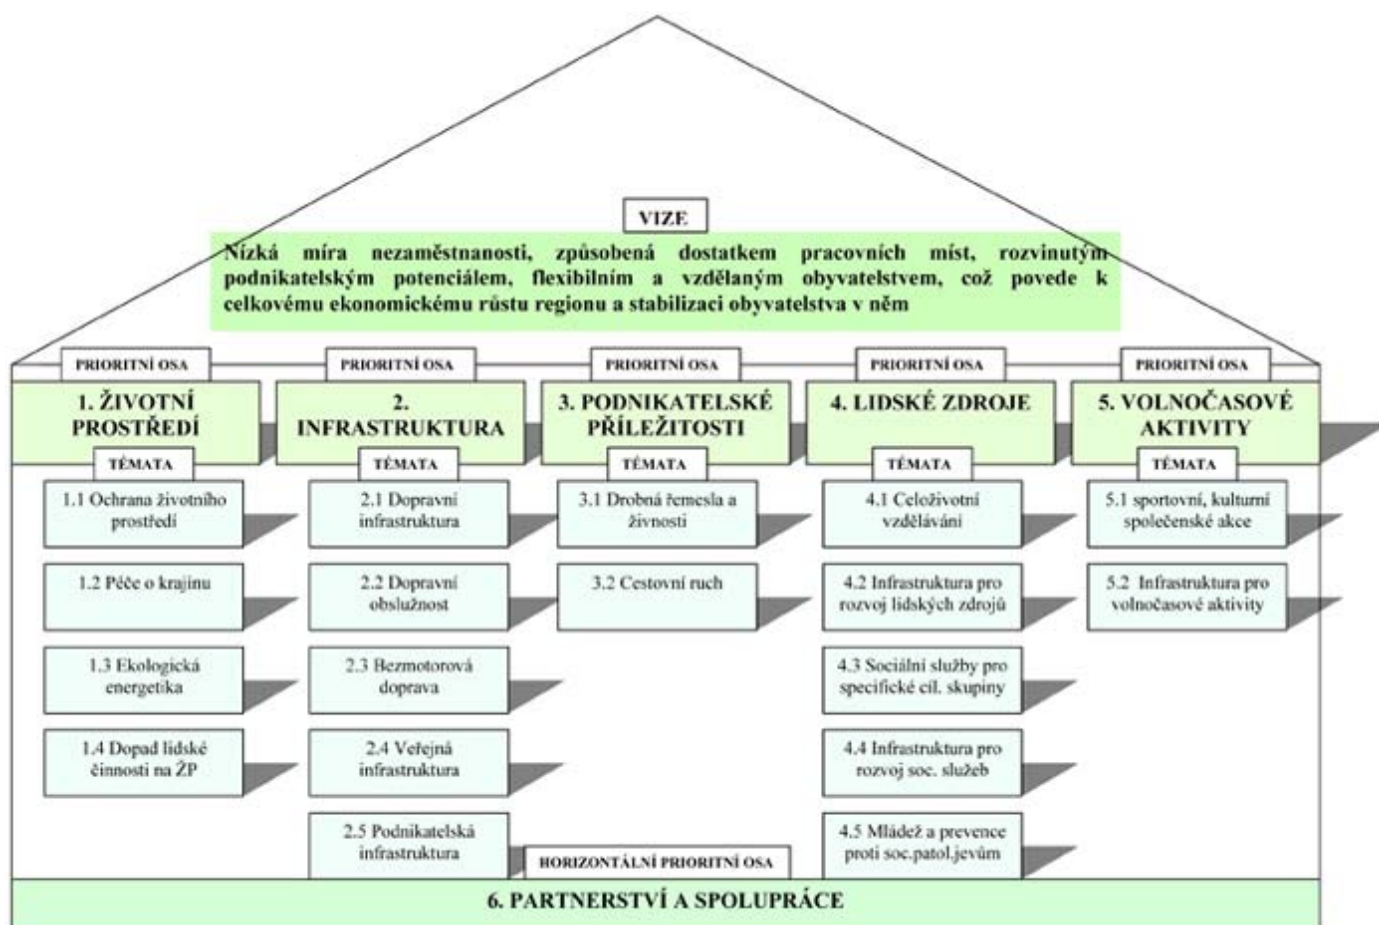 VIZE
Nízká míra nezaměstnanosti, způsobená dostatkem pracovních míst, rozvinutým
podnikatelským potenciálem, flexibilním a vzdělaným obyvatelstvem, což povede k
celkovému ekonomickému růstu regionu a stabilizaci obyvatelstva v něm
PRIORITNÍ OSA
1. ŽIVOTNÍ
PROSTŘEDÍ
TÉMATA
1.1 Ochrana životního
prostředí
1.2 Péče o krajinu
1.3 Ekologická
energetika
1.4 Dopad lidské
činnosti na ŽP
PRIORITNÍ OSA
2.
INFRASTRUKTURA
TÉMATA
2.1 Dopravní
infrastruktura
2.2 Dopravní
obslužnost
2.3 Bezmotorová
doprava
2.4 Veřejná
infrastruktura
2.5 Podnikatelská
infrastruktura
PRIORITNÍ OSA
3. PODNIKATELSKÉ
PŘÍLEŽITOSTI
TÉMATA
3.1 Drobná řemesla a
živnosti
3.2 Cestovní ruch
PRIORITNÍ OSA
4. LIDSKÉ ZDROJE
TÉMATA
4.1 Celoživotní
vzdělávání
4.2 Infrastruktura pro
rozvoj lidských zdrojů
4.3 Sociální služby pro
specifické cíl. skupiny
4.4 Infrastruktura pro
rozvoj soc. služeb
4.5 Mládež a prevence
proti soc.patol.jevům
PRIORITNÍ OSA
5. VOLNOČASOVÉ
AKTIVITY
TÉMATA
5.1 sportovní, kulturní
společenské akce
5.2 Infrastruktura pro
volnočasové aktivity
HORIZONTÁLNÍ PRIORITNÍ OSA
6. PARTNERSTVÍ A SPOLUPRÁCE